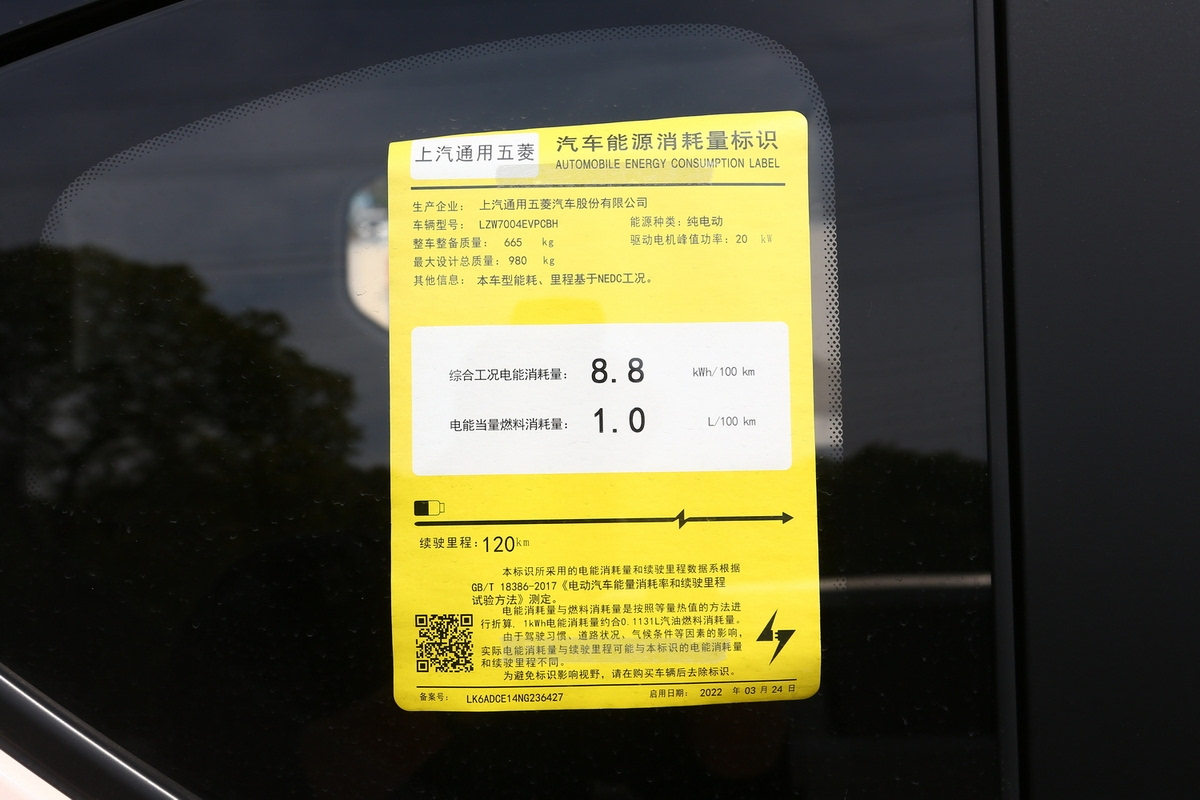 上汽通用五菱
汽车能源消耗量标识
AUTOMOBILE ENERGY CONSUMPTION LABEL
生产企业: 上汽通用五菱汽车股份有限公司
车辆型号: LZW7004EVPCBH 能源种类: 纯电动
整车整备质量: 665 kg 驱动电机峰值功率: 20 kW
最大设计总质量: 980 kg
其他信息: 本车型能耗、里程基于NEDC工况。
综合工况电能消耗量: 8.8 kWh/100 km
电能当量燃料消耗量: 1.0 L/100 km
续驶里程: 120km
本标识所采用的电能消耗量和续驶里程数据系根据
GB/T 18386-2017《电动汽车能量消耗率和续驶里程
试验方法》测定。
电能消耗量与燃料消耗量是按照等量热值的方法进
行折算. 1kWh电能消耗量约合0.1131L汽油燃料消耗量。
由于驾驶习惯、道路状况、气候条件等因素的影响,
实际电能消耗量与续驶里程可能与本标识的电能消耗量
和续驶里程不同。
为避免标识影响视野, 请在购买车辆后去除标识。
备案号: LK6ADCE14NG236427 启用日期: 2022 年 03 月 24 日